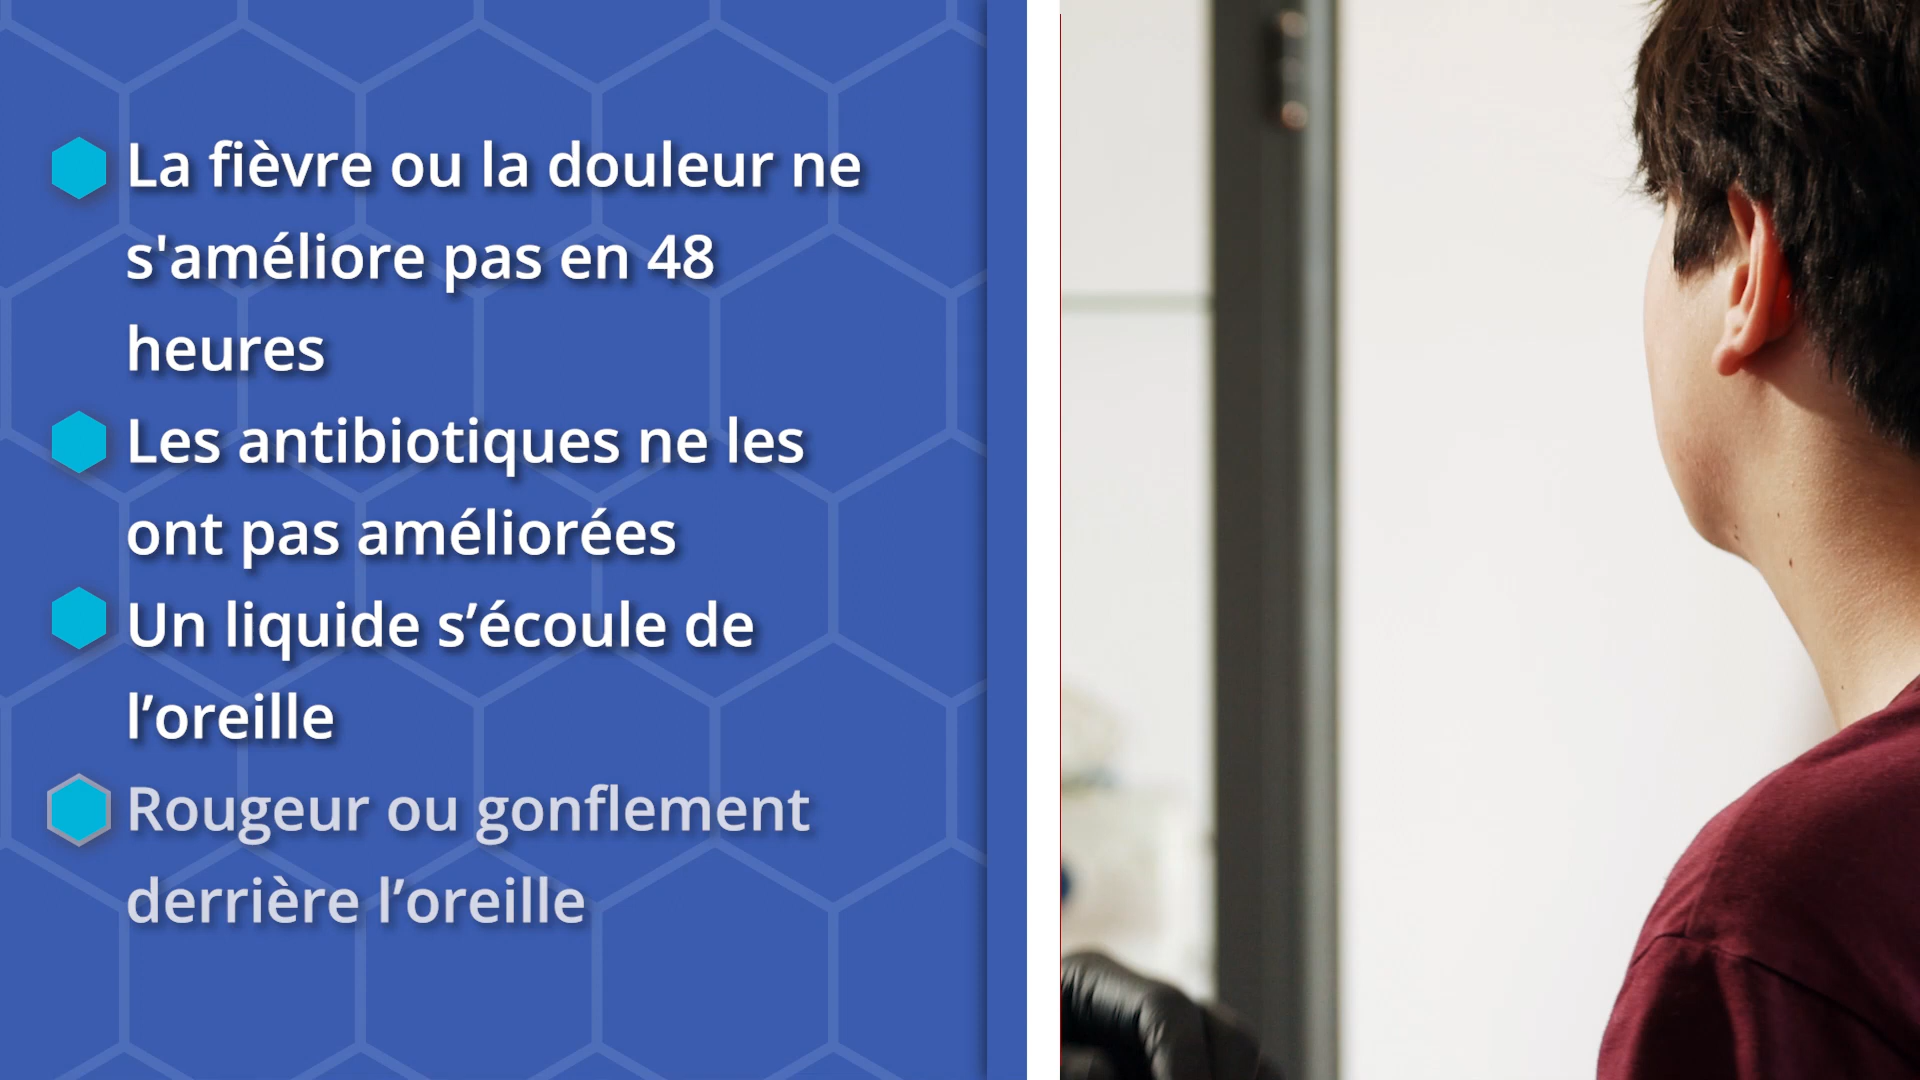 La fièvre ou la douleur ne
s'améliore pas en 48
heures
Les antibiotiques ne les
ont pas améliorées
Un liquide s’écoule de
l’oreille
Rougeur ou gonflement
derrière l’oreille